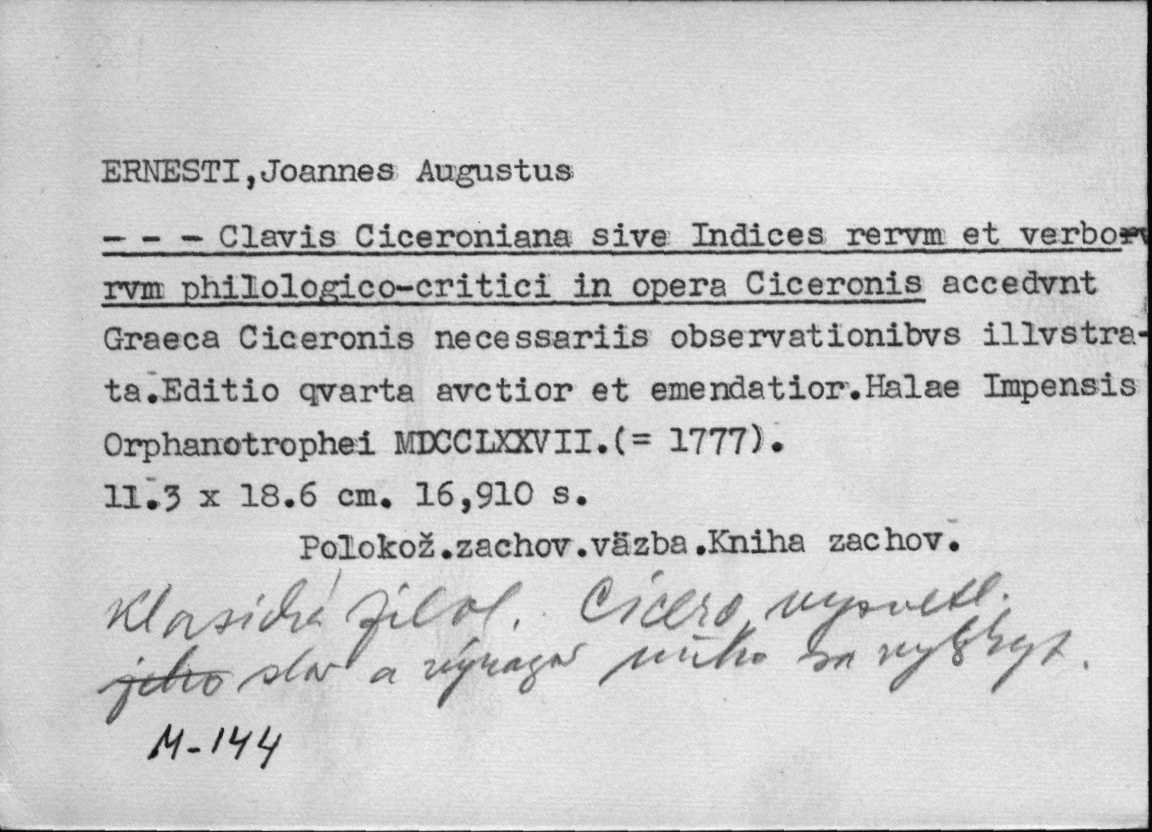 ERNESTI,Joannes Augustus
- - - Clavis Ciceroniana sive Indices rervm et verbo
rvm philologico-critici in opera Ciceronis accedvnt
Graeca Ciceronis necessariis observationibvs illvstra-
ta.Editio qvarta avctior et emendatior.Halae Impensis
Orphanotrophei MDCCLXXVII.(= 1777).
11.3 x 18.6 cm. 16,910 s.
Polokož.zachov.väzba.Kniha zachov.
Klasická filol. Cicero, vysvetl.
jeho slov a výrazov u
M-144